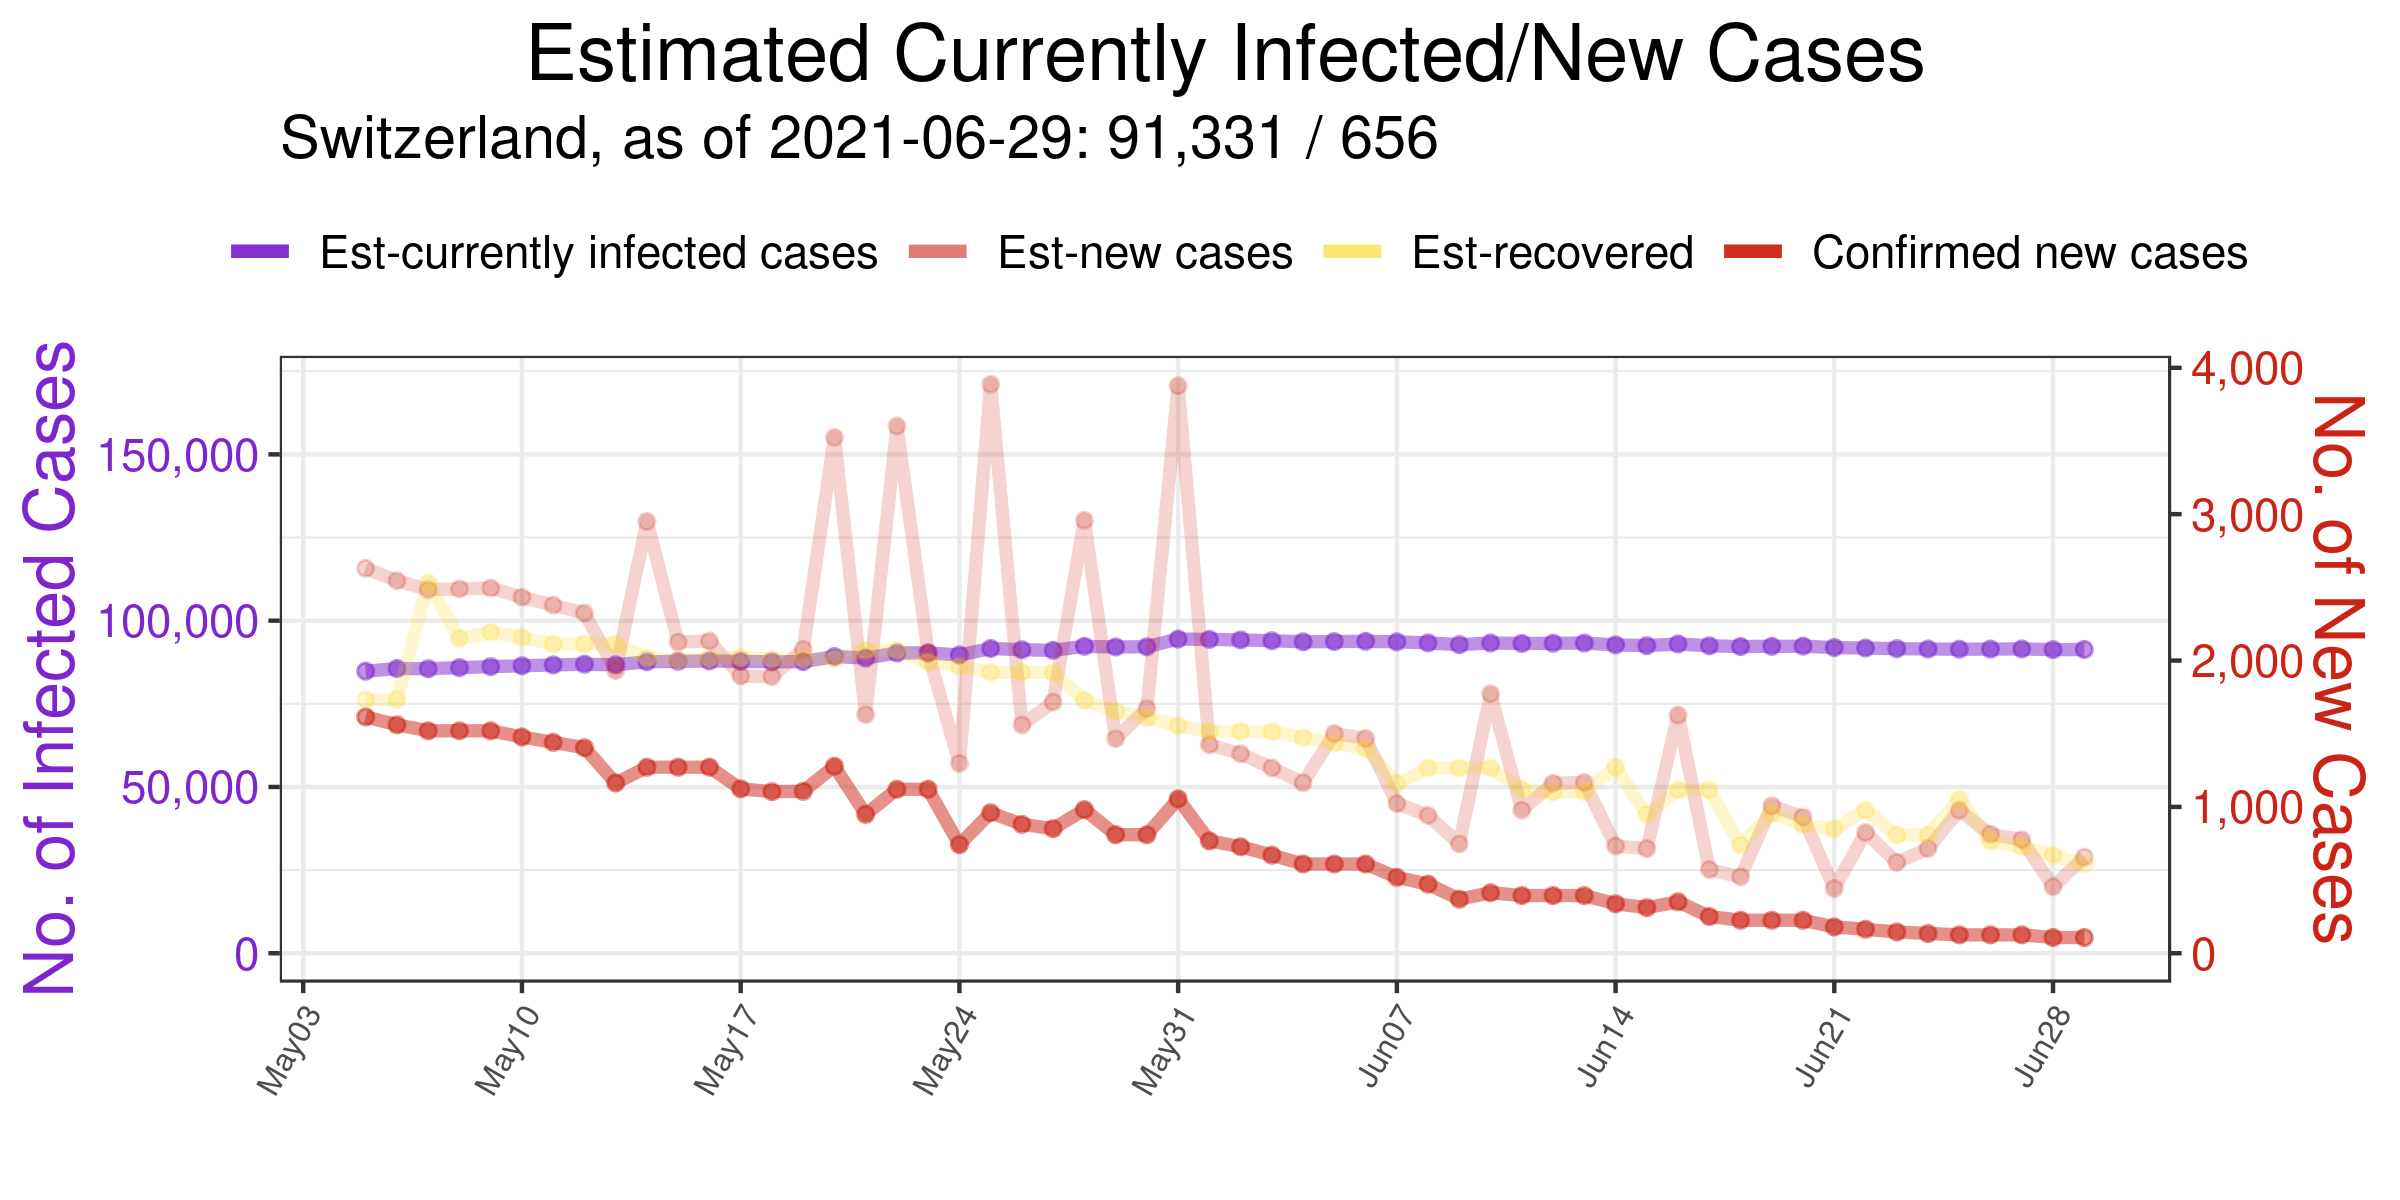 Estimated Currently Infected/New Cases
Switzerland, as of 2021-06-29: 91,331 / 656
Est-currently infected cases Est-new cases Est-recovered Confirmed new cases
No. of Infected Cases
150,000
100,000
50,000
0
4,000
3,000
2,000
1,000
0
No. of New Cases
May03 May10 May17 May24 May31 Jun07 Jun14 Jun21 Jun28